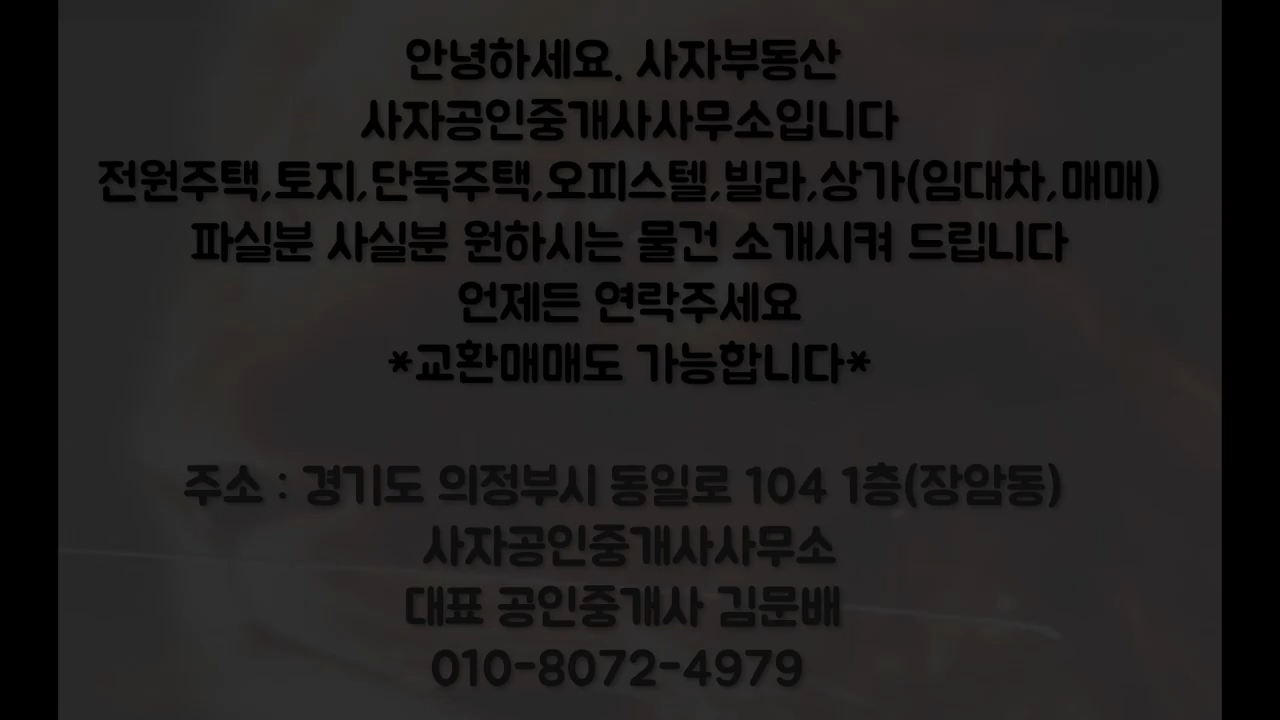 안녕하세요. 사자부동산
사자공인중개사사무소입니다
전원주택,토지,단독주택,오피스텔,빌라,상가(임대차,매매)
파실분 사실분 원하시는 물건 소개시켜 드립니다
언제든 연락주세요
*교환매매도 가능합니다*
주소 : 경기도 의정부시 동일로 104 1층(장암동)
사자공인중개사사무소
대표 공인중개사 김문배
010-8072-4979